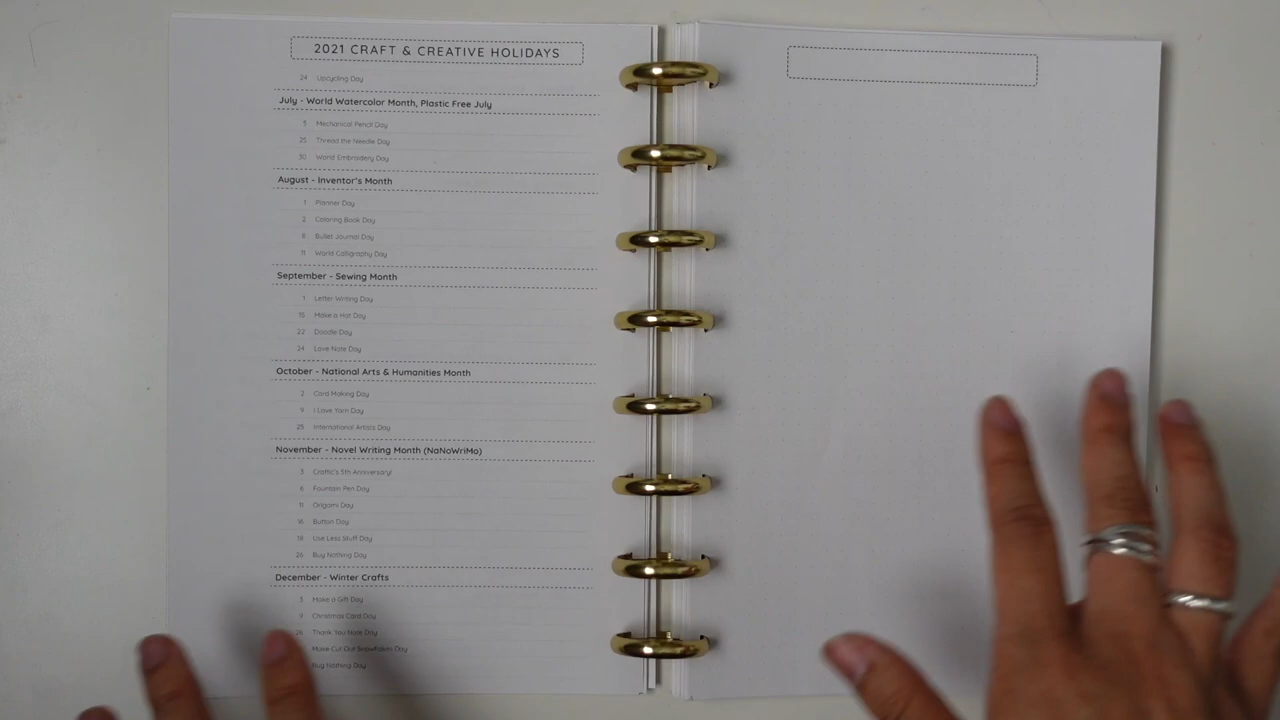 2021 CRAFT & CREATIVE HOLIDAYS
24 Upcycling Day
July - World Watercolor Month, Plastic Free July
5 Mechanical Pencil Day
25 Thread the Needle Day
30 World Embroidery Day
August - Inventor's Month
1 Planner Day
2 Coloring Book Day
8 Bullet Journal Day
11 World Calligraphy Day
September - Sewing Month
1 Letter Writing Day
15 Make a Hat Day
22 Doodle Day
24 Love Note Day
October - National Arts & Humanities Month
2 Card Making Day
9 I Love Yarn Day
25 International Artists Day
November - Novel Writing Month (NaNoWriMo)
3 Craftic's 5th Anniversary!
6 Fountain Pen Day
11 Origami Day
16 Button Day
18 Use Less Stuff Day
26 Buy Nothing Day
December - Winter Crafts
3 Make a Gift Day
9 Christmas Card Day
Thank You Note Day
Make Cut Out Snowflakes Day
Buy Nothing Day